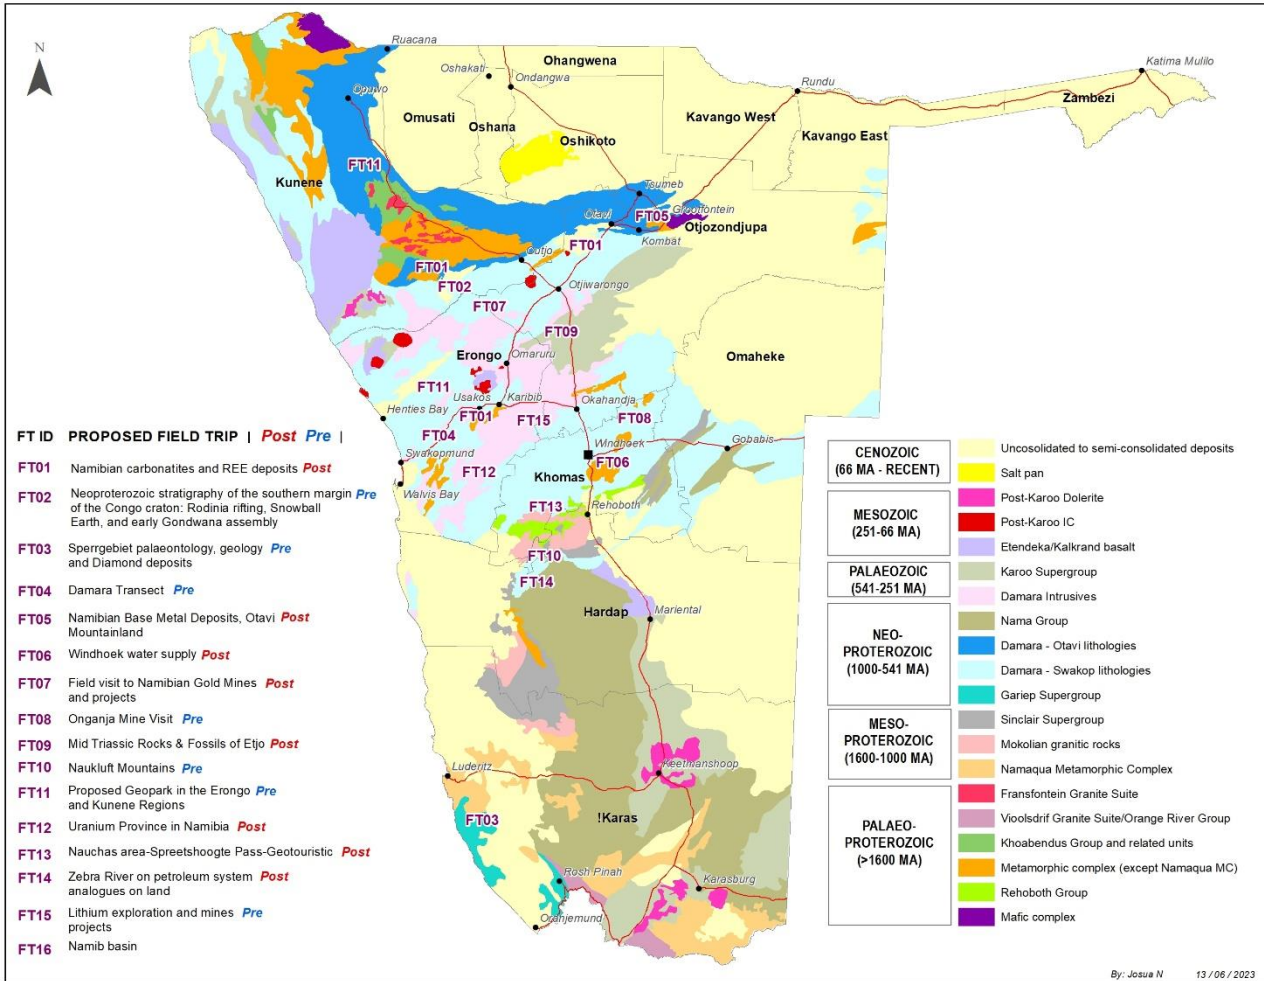 N
Ruacana
Oshakati
Ondangwa
Ohangwena
Rundu
Katima Mulilo
Zambezi
Opuwo
Omusati
Oshana
Oshikoto
Kavango West
Kavango East
FT11
Kunene
Tsumeb
Grootfontein
FT05
Otavi
Otjozondjupa
Kombat
FT01
Outjo
FT01
FT02
Otjiwarongo
FT07
FT09
Erongo
Omaruru
Omaheke
FT11
Usakos
Karibib
Okahandja
Henties Bay
FT01
FT15
FT08
FT04
Windhoek
Gobabis
Swakopmund
FT12
FT06
Khomas
Walvis Bay
FT13
Rehoboth
FT10
FT14
Hardap
Mariental
Luderitz
Keetmanshoop
FT03
!Karas
Rosh Pinah
Karasburg
Oranjemund
FT ID PROPOSED FIELD TRIP | Post Pre |
FT01 Namibian carbonatites and REE deposits Post
FT02 Neoproterozoic stratigraphy of the southern margin Pre
of the Congo craton: Rodinia rifting, Snowball
Earth, and early Gondwana assembly
FT03 Sperrgebiet palaeontology, geology Pre
and Diamond deposits
FT04 Damara Transect Pre
FT05 Namibian Base Metal Deposits, Otavi Post
Mountainland
FT06 Windhoek water supply Post
FT07 Field visit to Namibian Gold Mines Post
and projects
FT08 Onganja Mine Visit Pre
FT09 Mid Triassic Rocks & Fossils of Etjo Post
FT10 Naukluft Mountains Pre
FT11 Proposed Geopark in the Erongo Pre
and Kunene Regions
FT12 Uranium Province in Namibia Post
FT13 Nauchas area-Spreetshoogte Pass-Geotouristic Post
FT14 Zebra River on petroleum system Post
analogues on land
FT15 Lithium exploration and mines Pre
projects
FT16 Namib basin
CENOZOIC
(66 MA - RECENT)
MESOZOIC
(251-66 MA)
PALAEOZOIC
(541-251 MA)
NEO-
PROTEROZOIC
(1000-541 MA)
MESO-
PROTEROZOIC
(1600-1000 MA)
PALAEO-
PROTEROZOIC
(>1600 MA)
Uncosolidated to semi-consolidated deposits
Salt pan
Post-Karoo Dolerite
Post-Karoo IC
Etendeka/Kalkrand basalt
Karoo Supergroup
Damara Intrusives
Nama Group
Damara - Otavi lithologies
Damara - Swakop lithologies
Gariep Supergroup
Sinclair Supergroup
Mokolian granitic rocks
Namaqua Metamorphic Complex
Fransfontein Granite Suite
Vioolsdrif Granite Suite/Orange River Group
Khoabendus Group and related units
Metamorphic complex (except Namaqua MC)
Rehoboth Group
Mafic complex
By: Josua N 13 / 06 / 2023